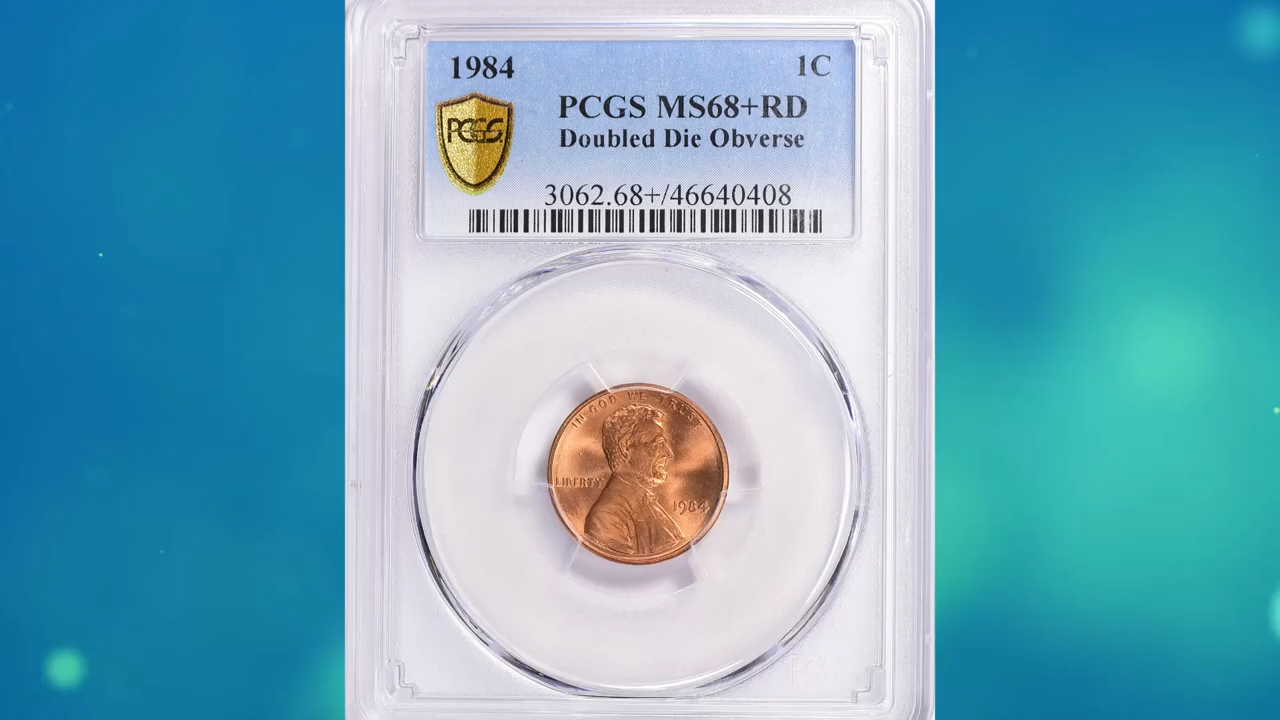 1984 1C
PCGS
PCGS MS68+RD
Doubled Die Obverse
3062.68+/46640408
IN GOD WE TRUST
LIBERTY
1984